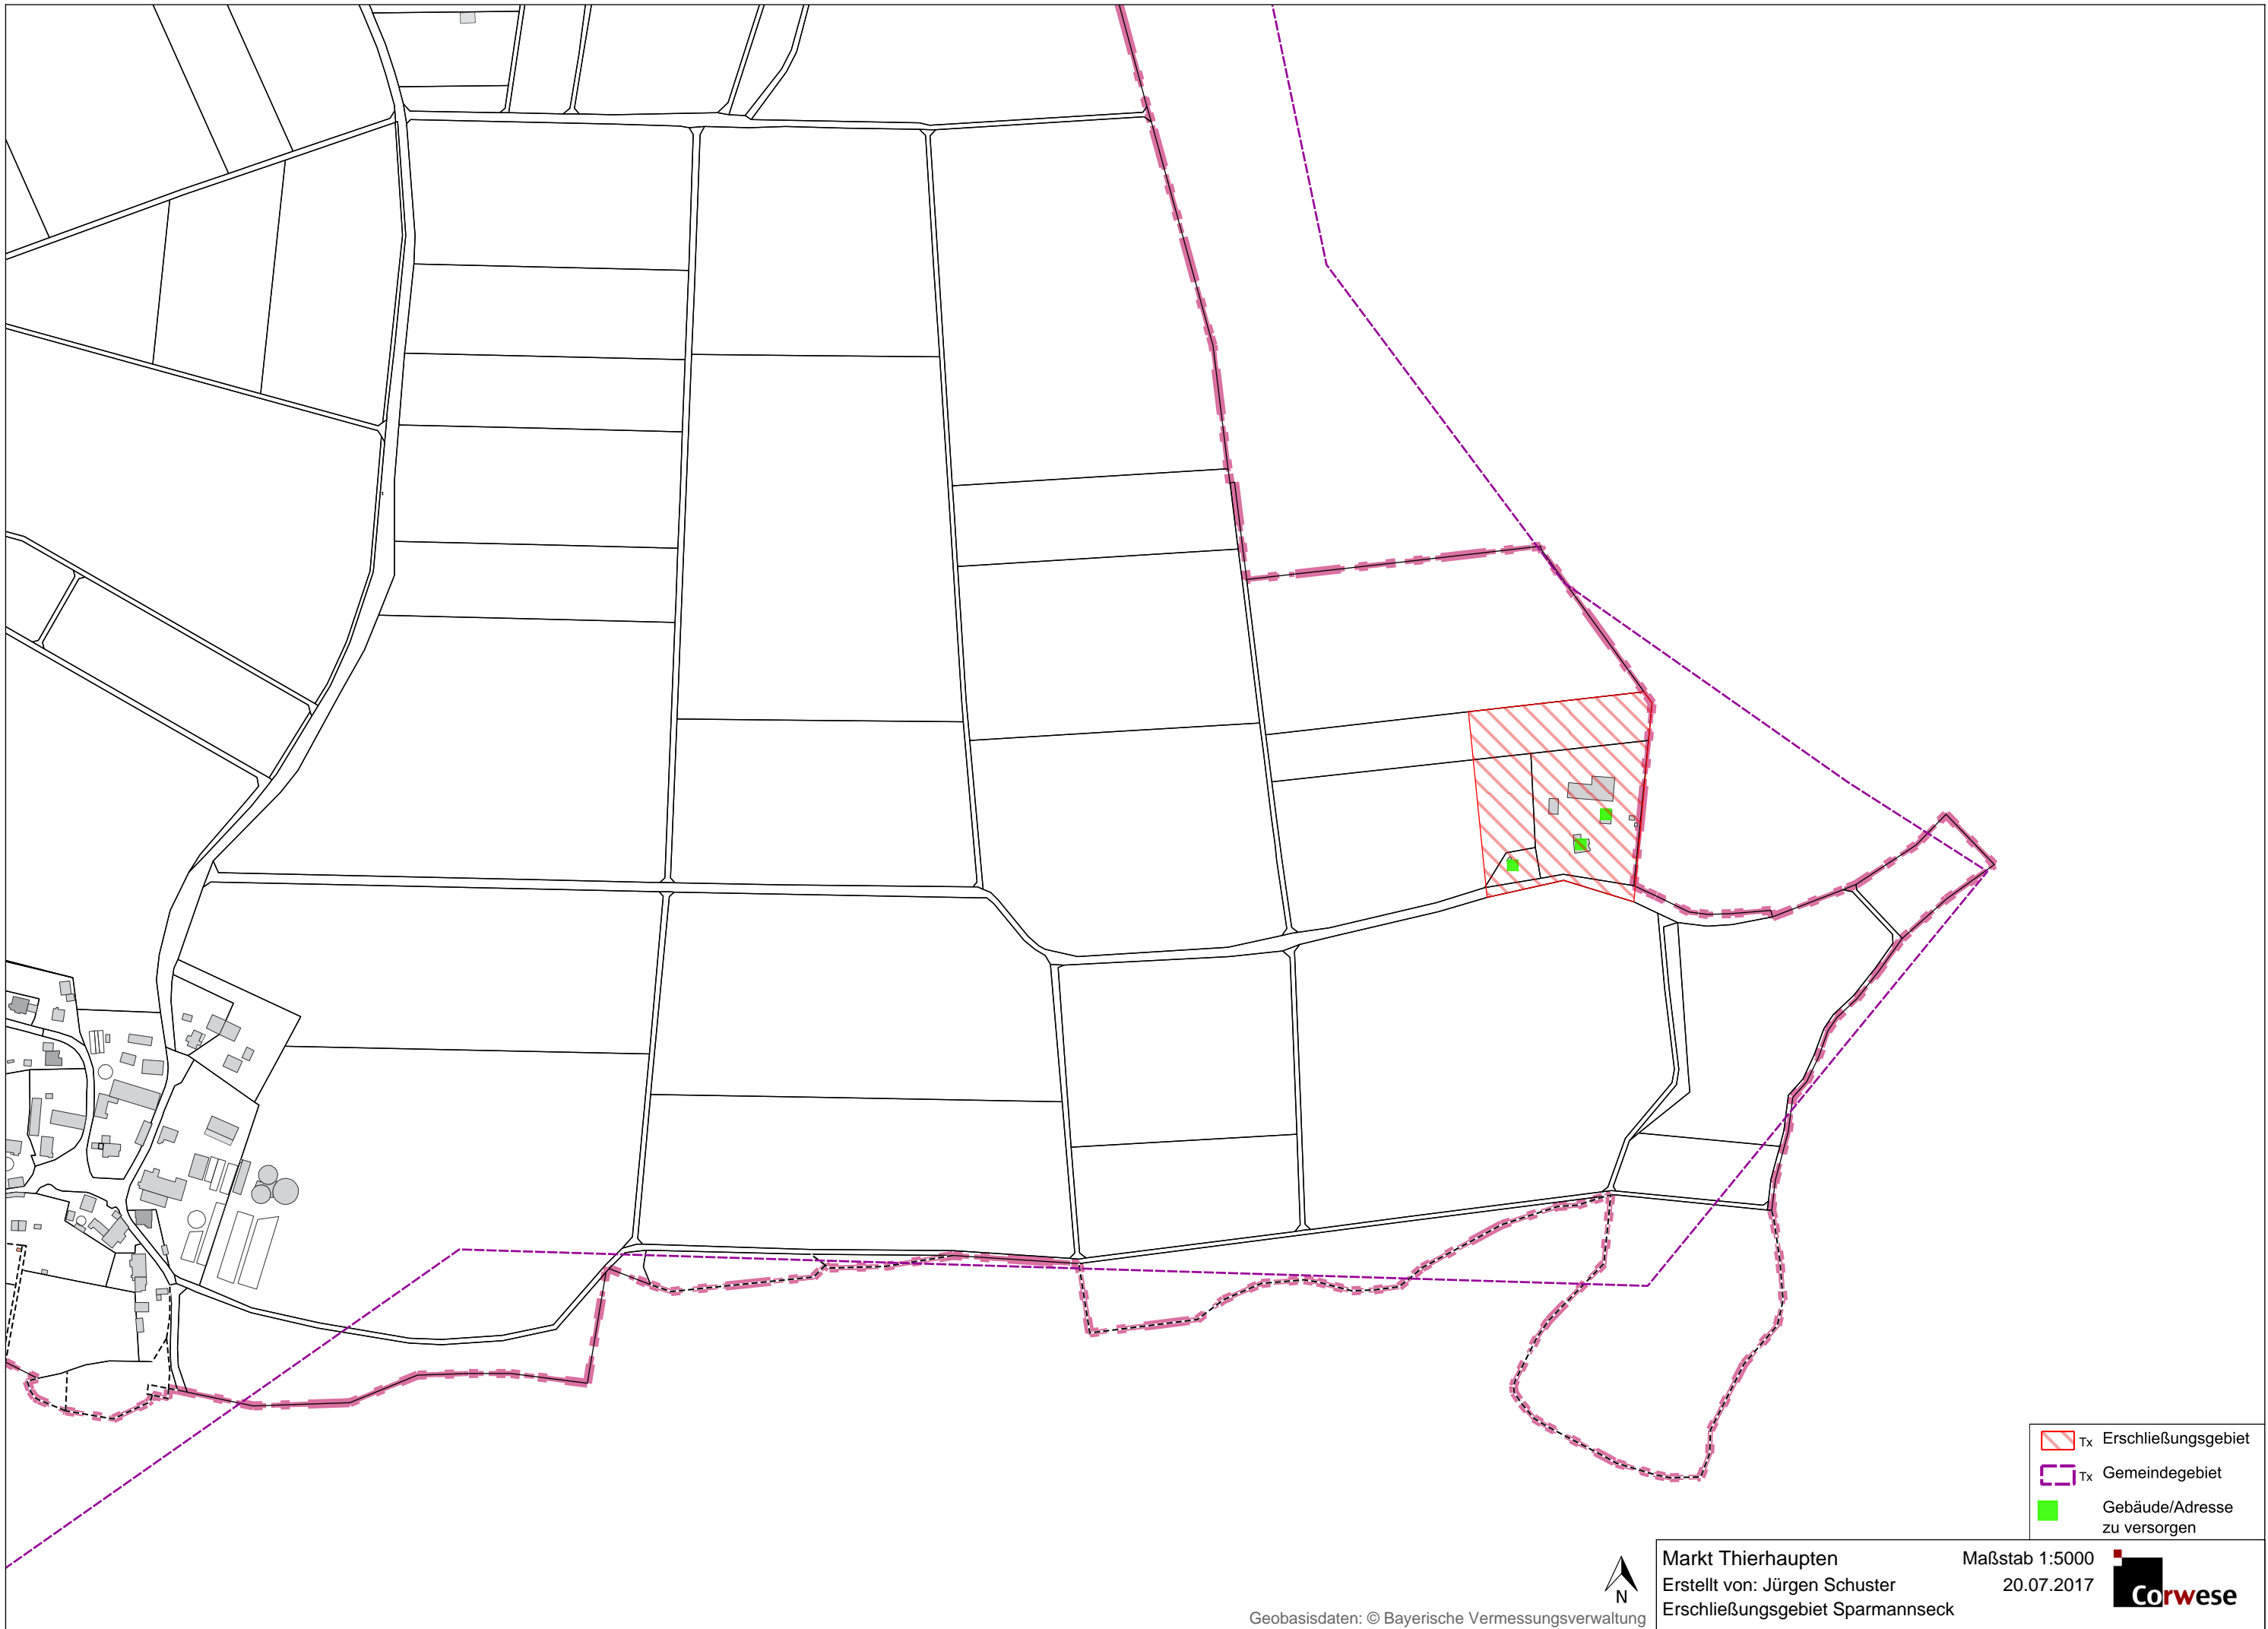 Tx Erschließungsgebiet
Tx Gemeindegebiet
Gebäude/Adresse
zu versorgen
N
Geobasisdaten: © Bayerische Vermessungsverwaltung
Markt Thierhaupten
Maßstab 1:5000
Erstellt von: Jürgen Schuster
20.07.2017
Erschließungsgebiet Sparmannseck
Corwese